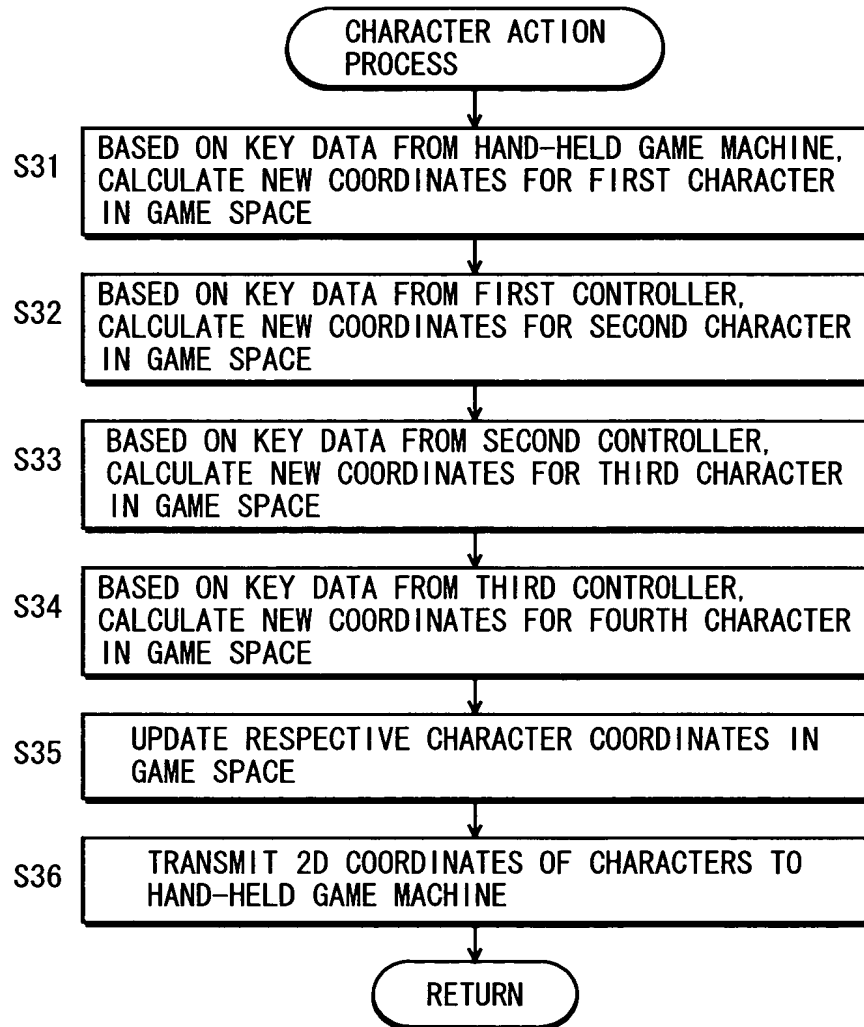 CHARACTER ACTION
PROCESS
S31
BASED ON KEY DATA FROM HAND-HELD GAME MACHINE,
CALCULATE NEW COORDINATES FOR FIRST CHARACTER
IN GAME SPACE
S32
BASED ON KEY DATA FROM FIRST CONTROLLER,
CALCULATE NEW COORDINATES FOR SECOND CHARACTER
IN GAME SPACE
S33
BASED ON KEY DATA FROM SECOND CONTROLLER,
CALCULATE NEW COORDINATES FOR THIRD CHARACTER
IN GAME SPACE
S34
BASED ON KEY DATA FROM THIRD CONTROLLER,
CALCULATE NEW COORDINATES FOR FOURTH CHARACTER
IN GAME SPACE
S35
UPDATE RESPECTIVE CHARACTER COORDINATES IN
GAME SPACE
S36
TRANSMIT 2D COORDINATES OF CHARACTERS TO
HAND-HELD GAME MACHINE
RETURN